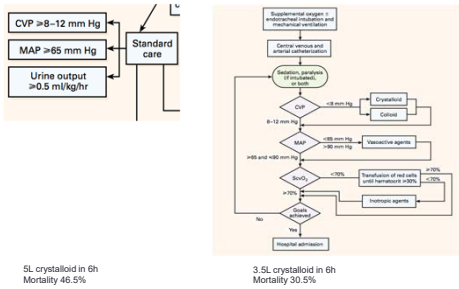 CVP ≥8–12 mm Hg
MAP ≥65 mm Hg
Urine output
≥0.5 ml/kg/hr
Standard
care
5L crystalloid in 6h
Mortality 46.5%
Supplemental oxygen ±
endotracheal intubation and
mechanical ventilation
Central venous and
arterial catheterization
Sedation, paralysis
(if intubated),
or both
CVP
<8 mm Hg
Crystalloid
Colloid
8–12 mm Hg
MAP
<65 mm Hg
>90 mm Hg
Vasoactive agents
≥65 and ≤90 mm Hg
ScvO₂
<70%
Transfusion of red cells
until hematocrit ≥30%
≥70%
<70%
≥70%
Inotropic agents
Goals
achieved
No
Yes
Hospital admission
3.5L crystalloid in 6h
Mortality 30.5%